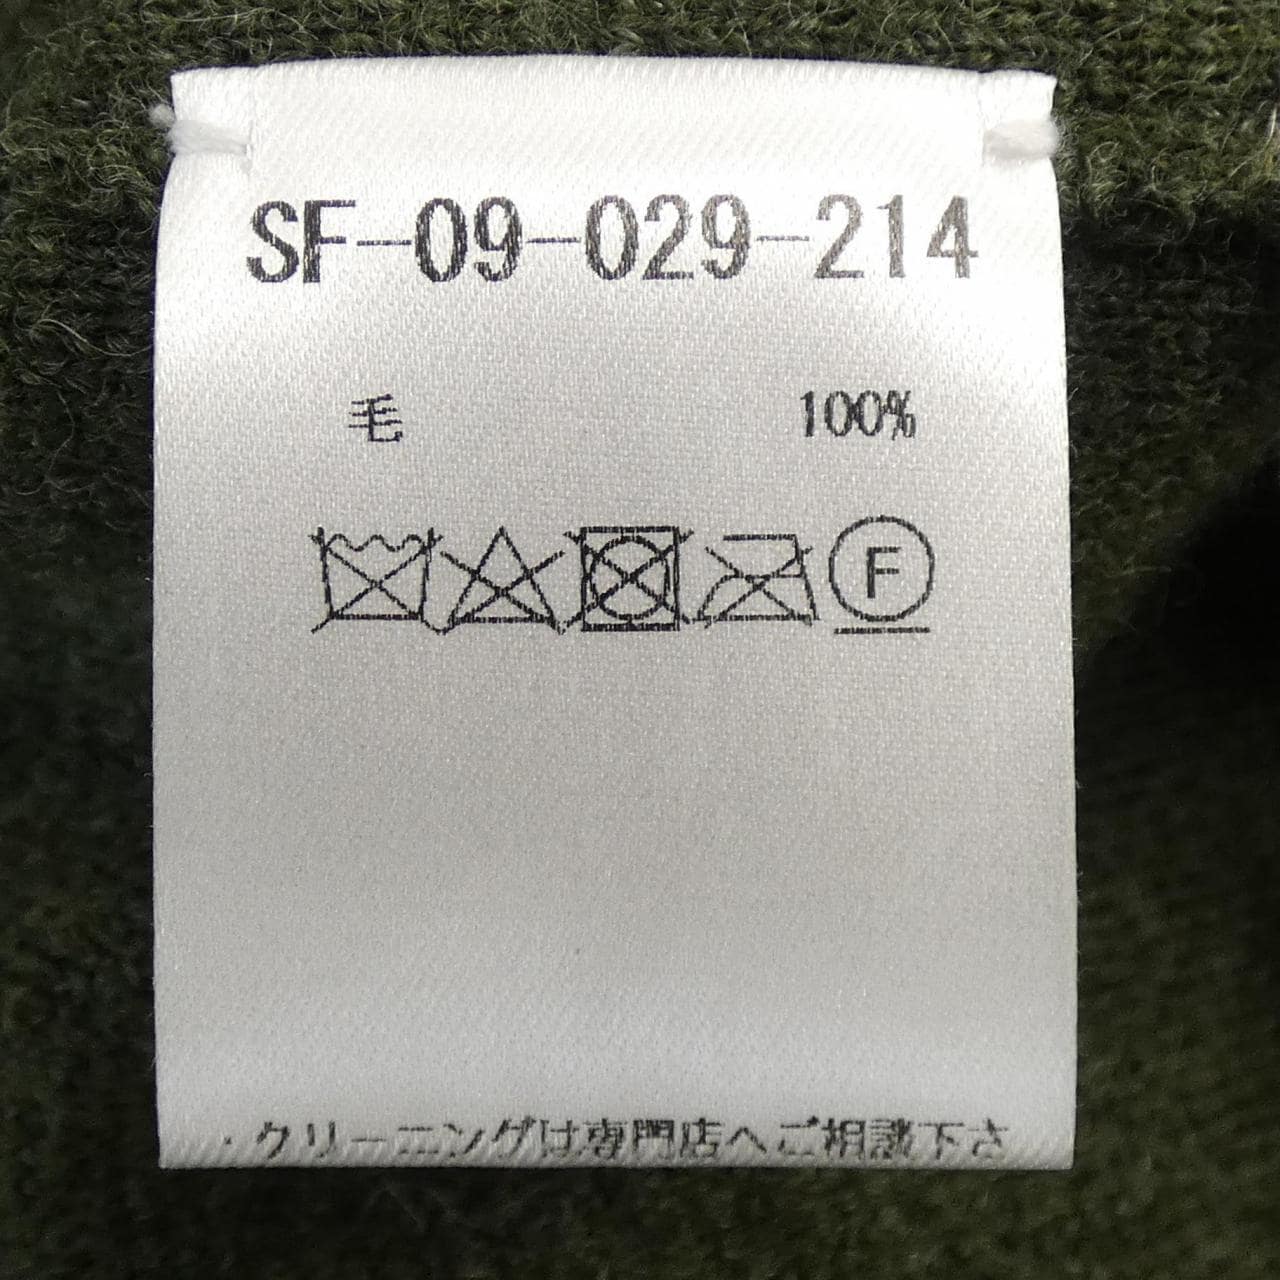 SF-09-029-214
毛 100%
F
・クリーニングは専門店へご相談下さ